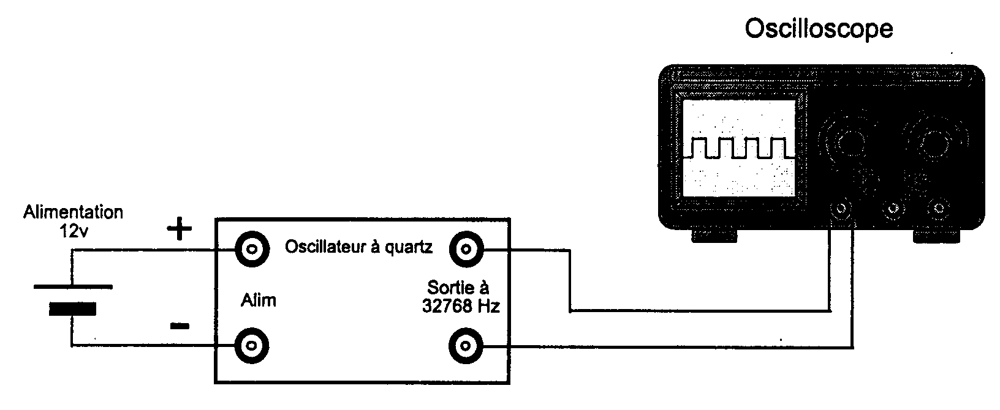 Oscilloscope
Alimentation
12v
+
Oscillateur à quartz
Sortie à
32768 Hz
Alim
-